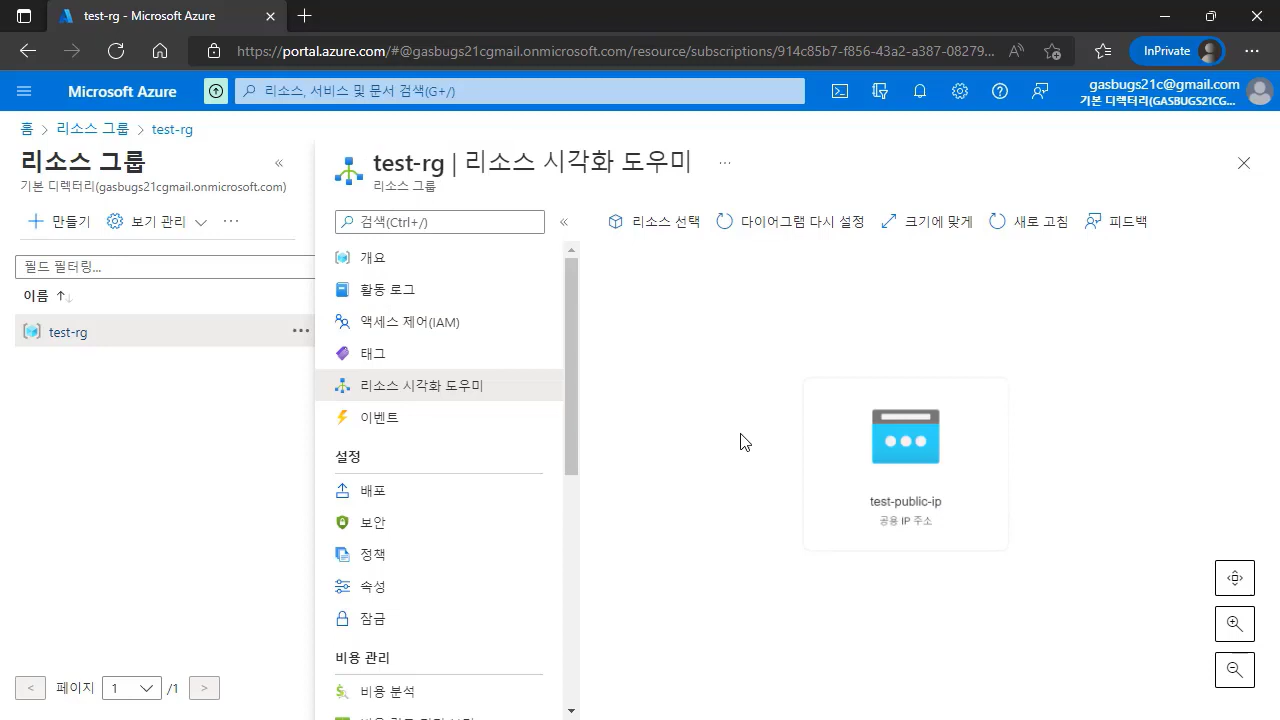 test-rg - Microsoft Azure
https://portal.azure.com/#@gasbugs21cgmail.onmicrosoft.com/resource/subscriptions/914c85b7-f856-43a2-a387-08279...
InPrivate
Microsoft Azure
리소스, 서비스 및 문서 검색(G+/)
gasbugs21c@gmail.com
기본 디렉터리(GASBUGS21CG...
홈 > 리소스 그룹 > test-rg
리소스 그룹
기본 디렉터리(gasbugs21cgmail.onmicrosoft.com)
만들기
보기 관리
필드 필터링...
이름
test-rg
페이지 1 /1
test-rg | 리소스 시각화 도우미
리소스 그룹
검색(Ctrl+/)
개요
활동 로그
액세스 제어(IAM)
태그
리소스 시각화 도우미
이벤트
설정
배포
보안
정책
속성
잠금
비용 관리
비용 분석
리소스 선택
다이어그램 다시 설정
크기에 맞게
새로 고침
피드백
test-public-ip
공용 IP 주소